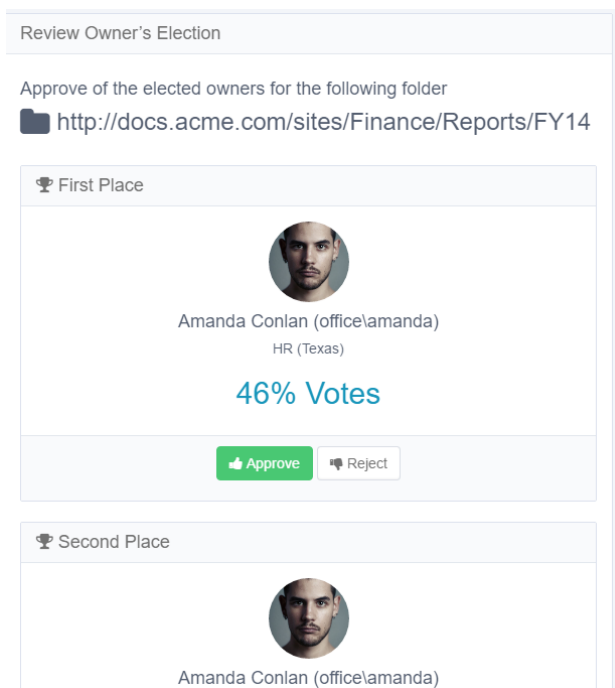 Review Owner's Election
Approve of the elected owners for the following folder
http://docs.acme.com/sites/Finance/Reports/FY14
First Place
Amanda Conlan (office\amanda)
HR (Texas)
46% Votes
Approve Reject
Second Place
Amanda Conlan (office\amanda)